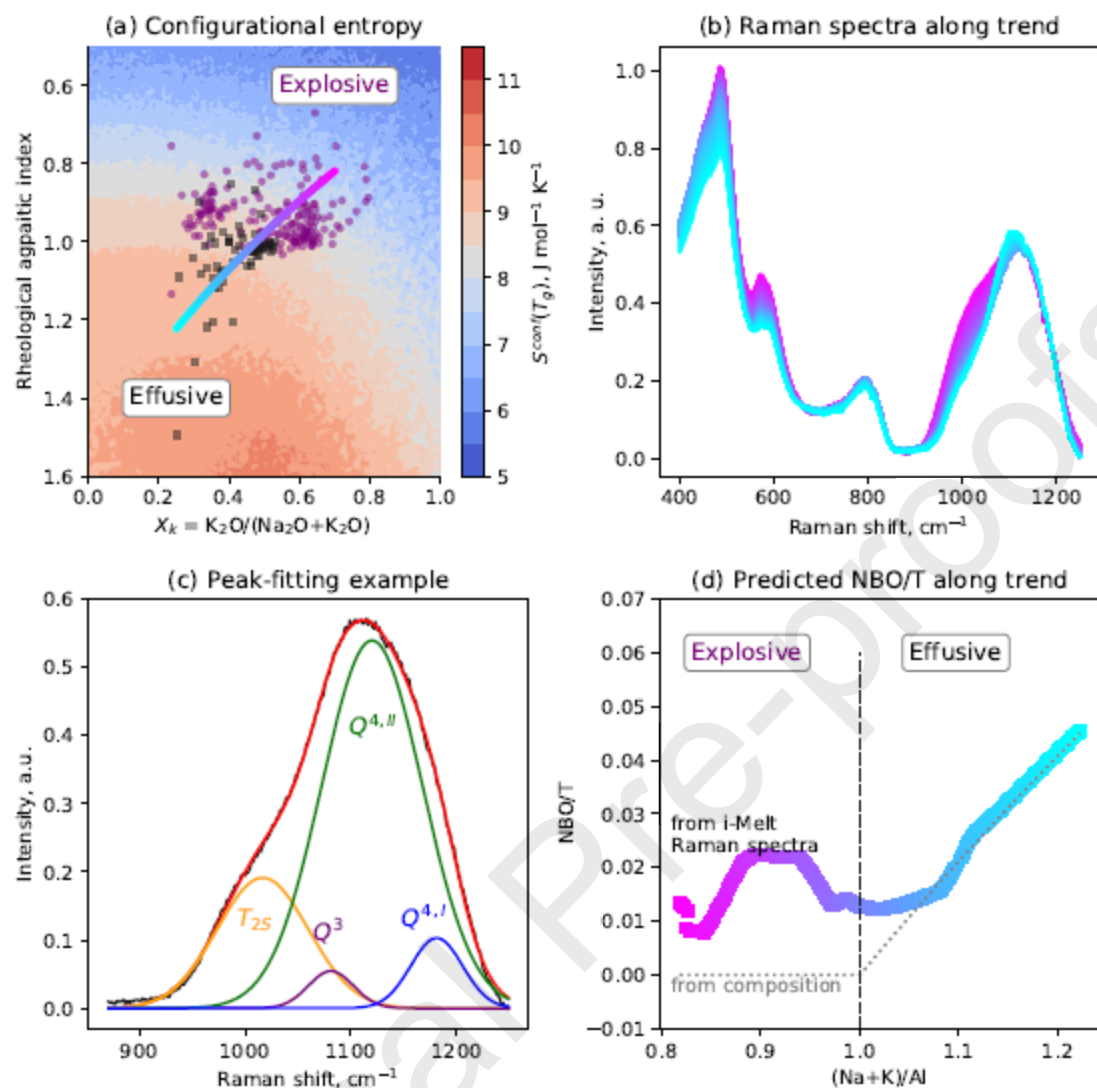 (a) Configurational entropy
0.6
0.8
1.0
1.2
1.4
1.6
Rheological agpaitic index
Explosive
Effusive
0.0 0.2 0.4 0.6 0.8 1.0
X_k = K₂O/(Na₂O+K₂O)
11
10
9
8
7
6
5
S^conf(T_g), J mol⁻¹ K⁻¹
(b) Raman spectra along trend
1.0
0.8
0.6
0.4
0.2
0.0
Intensity, a. u.
400 600 800 1000 1200
Raman shift, cm⁻¹
(c) Peak-fitting example
0.6
0.5
0.4
0.3
0.2
0.1
0.0
Intensity, a.u.
Q^4,II
T_2S
Q³
Q^4,I
900 1000 1100 1200
Raman shift, cm⁻¹
(d) Predicted NBO/T along trend
0.07
0.06
0.05
0.04
0.03
0.02
0.01
0.00
−0.01
NBO/T
Explosive
Effusive
from i-Melt
Raman spectra
from composition
0.8 0.9 1.0 1.1 1.2
(Na+K)/Al
al Pre-proofs